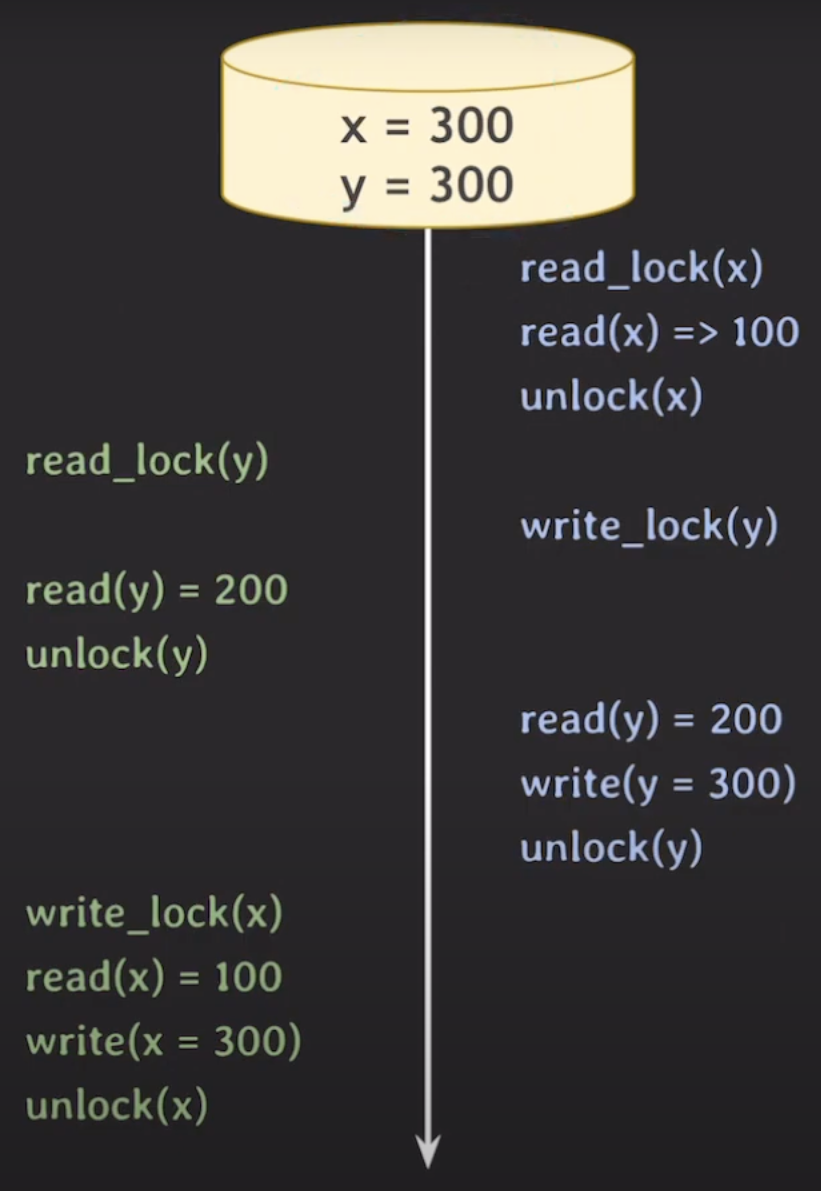 x = 300
y = 300
read_lock(x)
read(x) => 100
unlock(x)
read_lock(y)
write_lock(y)
read(y) = 200
unlock(y)
read(y) = 200
write(y = 300)
unlock(y)
write_lock(x)
read(x) = 100
write(x = 300)
unlock(x)